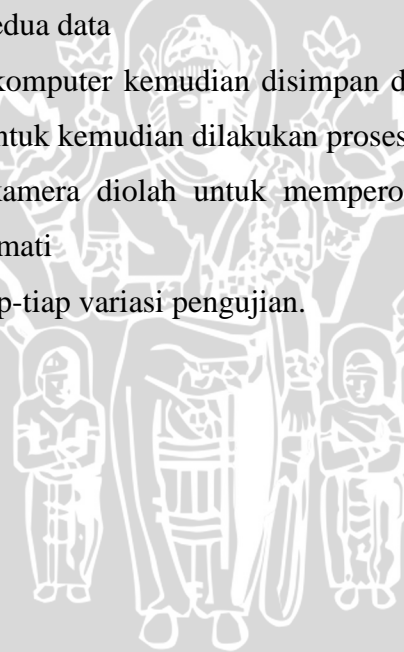 edua data
komputer kemudian disimpan d
ntuk kemudian dilakukan proses
kamera diolah untuk mempero
mati
p-tiap variasi pengujian.